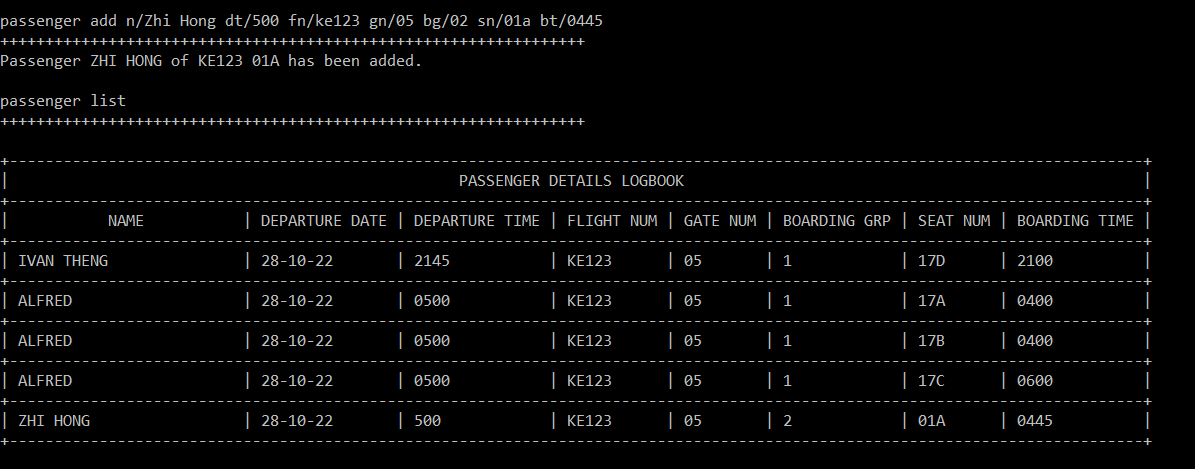 passenger add n/Zhi Hong dt/500 fn/ke123 gn/05 bg/02 sn/01a bt/0445
+++++++++++++++++++++++++++++++++++++++++++++++++++++++++++++++++
Passenger ZHI HONG of KE123 01A has been added.
passenger list
+++++++++++++++++++++++++++++++++++++++++++++++++++++++++++++++++
+------------------------------------------------------------------------------------------------------------------------------+
| PASSENGER DETAILS LOGBOOK |
+------------------------------------------------------------------------------------------------------------------------------+
| NAME | DEPARTURE DATE | DEPARTURE TIME | FLIGHT NUM | GATE NUM | BOARDING GRP | SEAT NUM | BOARDING TIME |
+------------------------------------------------------------------------------------------------------------------------------+
| IVAN THENG | 28-10-22 | 2145 | KE123 | 05 | 1 | 17D | 2100 |
+------------------------------------------------------------------------------------------------------------------------------+
| ALFRED | 28-10-22 | 0500 | KE123 | 05 | 1 | 17A | 0400 |
+------------------------------------------------------------------------------------------------------------------------------+
| ALFRED | 28-10-22 | 0500 | KE123 | 05 | 1 | 17B | 0400 |
+------------------------------------------------------------------------------------------------------------------------------+
| ALFRED | 28-10-22 | 0500 | KE123 | 05 | 1 | 17C | 0600 |
+------------------------------------------------------------------------------------------------------------------------------+
| ZHI HONG | 28-10-22 | 500 | KE123 | 05 | 2 | 01A | 0445 |
+------------------------------------------------------------------------------------------------------------------------------+